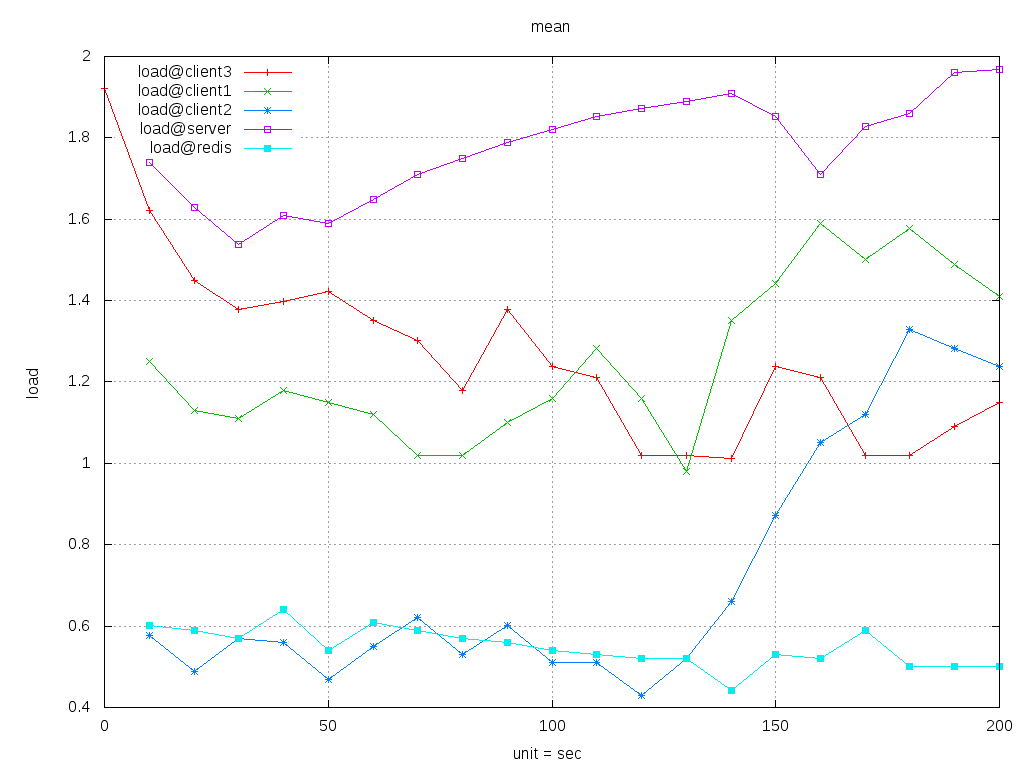 mean
2
1.8
1.6
1.4
1.2
1
0.8
0.6
0.4
load
load@client3
load@client1
load@client2
load@server
load@redis
0 50 100 150 200
unit = sec